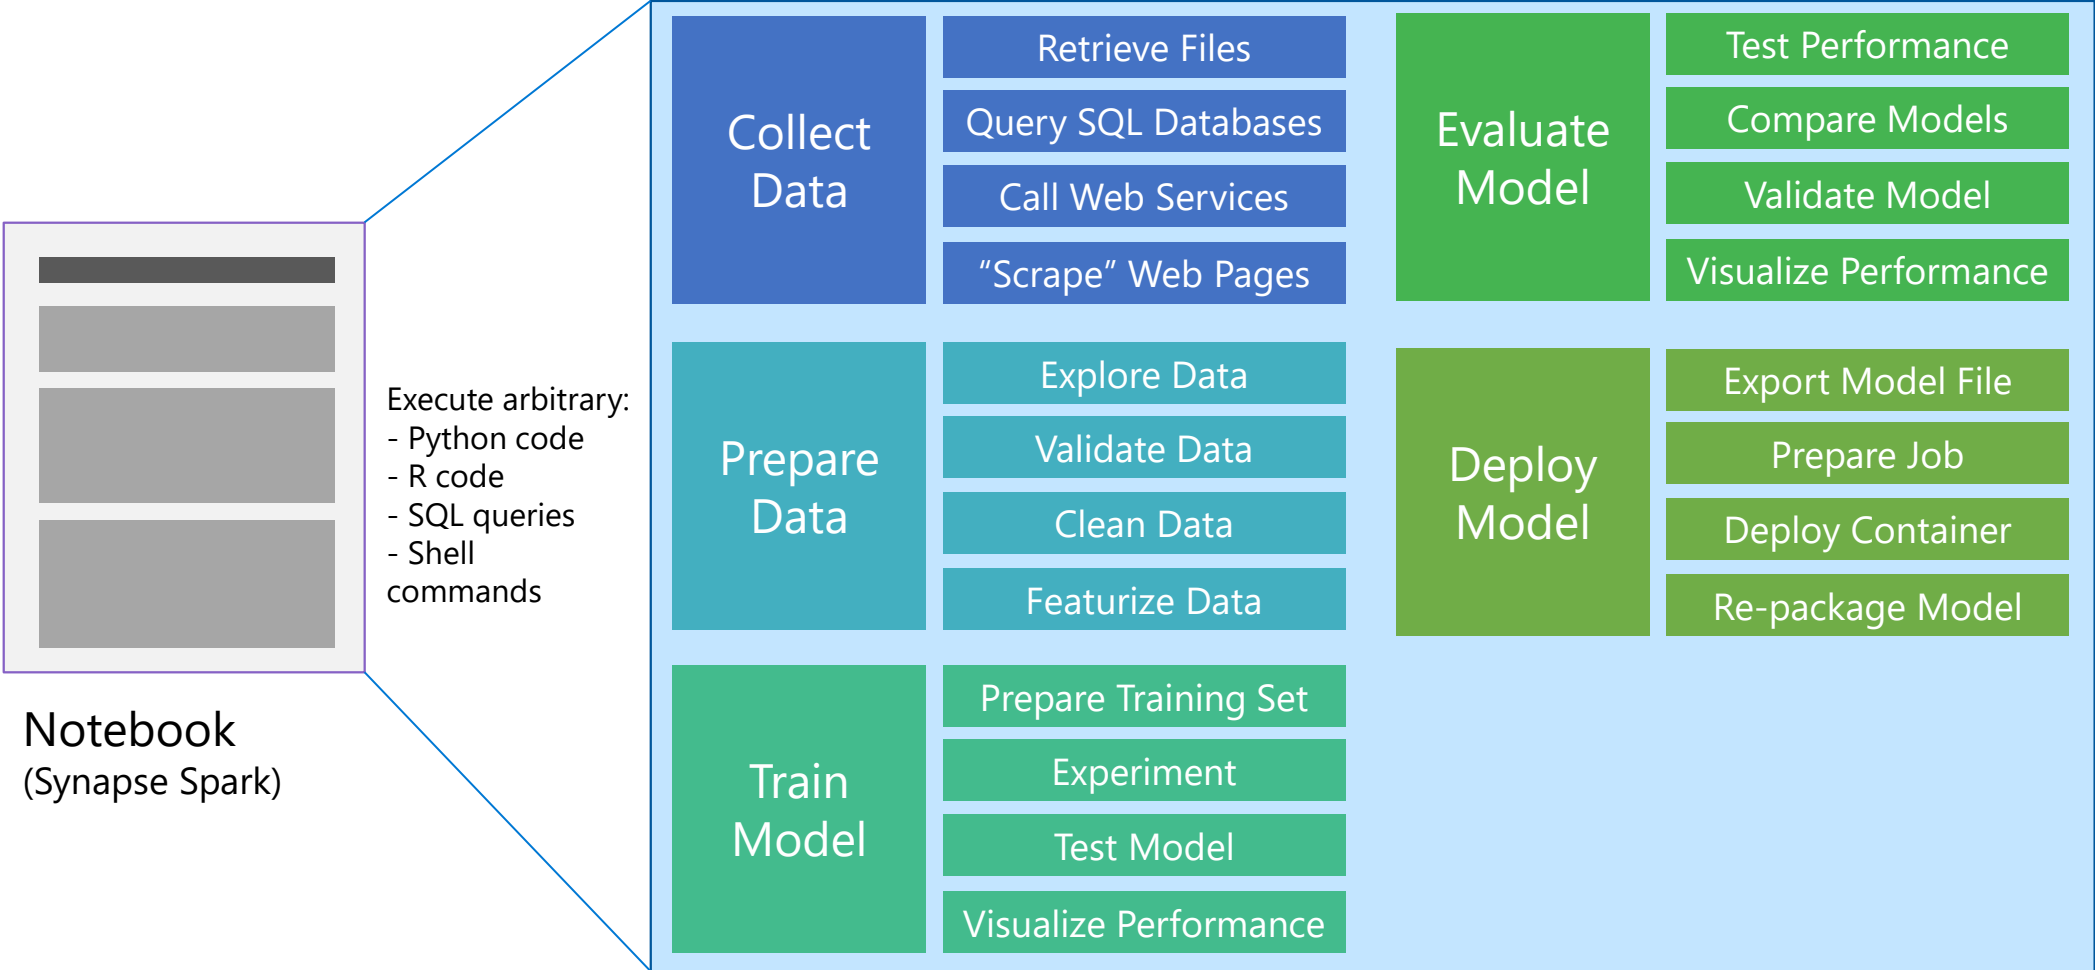 Notebook
(Synapse Spark)
Execute arbitrary:
- Python code
- R code
- SQL queries
- Shell
commands
Collect
Data
Retrieve Files
Query SQL Databases
Call Web Services
“Scrape” Web Pages
Prepare
Data
Explore Data
Validate Data
Clean Data
Featurize Data
Train
Model
Prepare Training Set
Experiment
Test Model
Visualize Performance
Evaluate
Model
Test Performance
Compare Models
Validate Model
Visualize Performance
Deploy
Model
Export Model File
Prepare Job
Deploy Container
Re-package Model